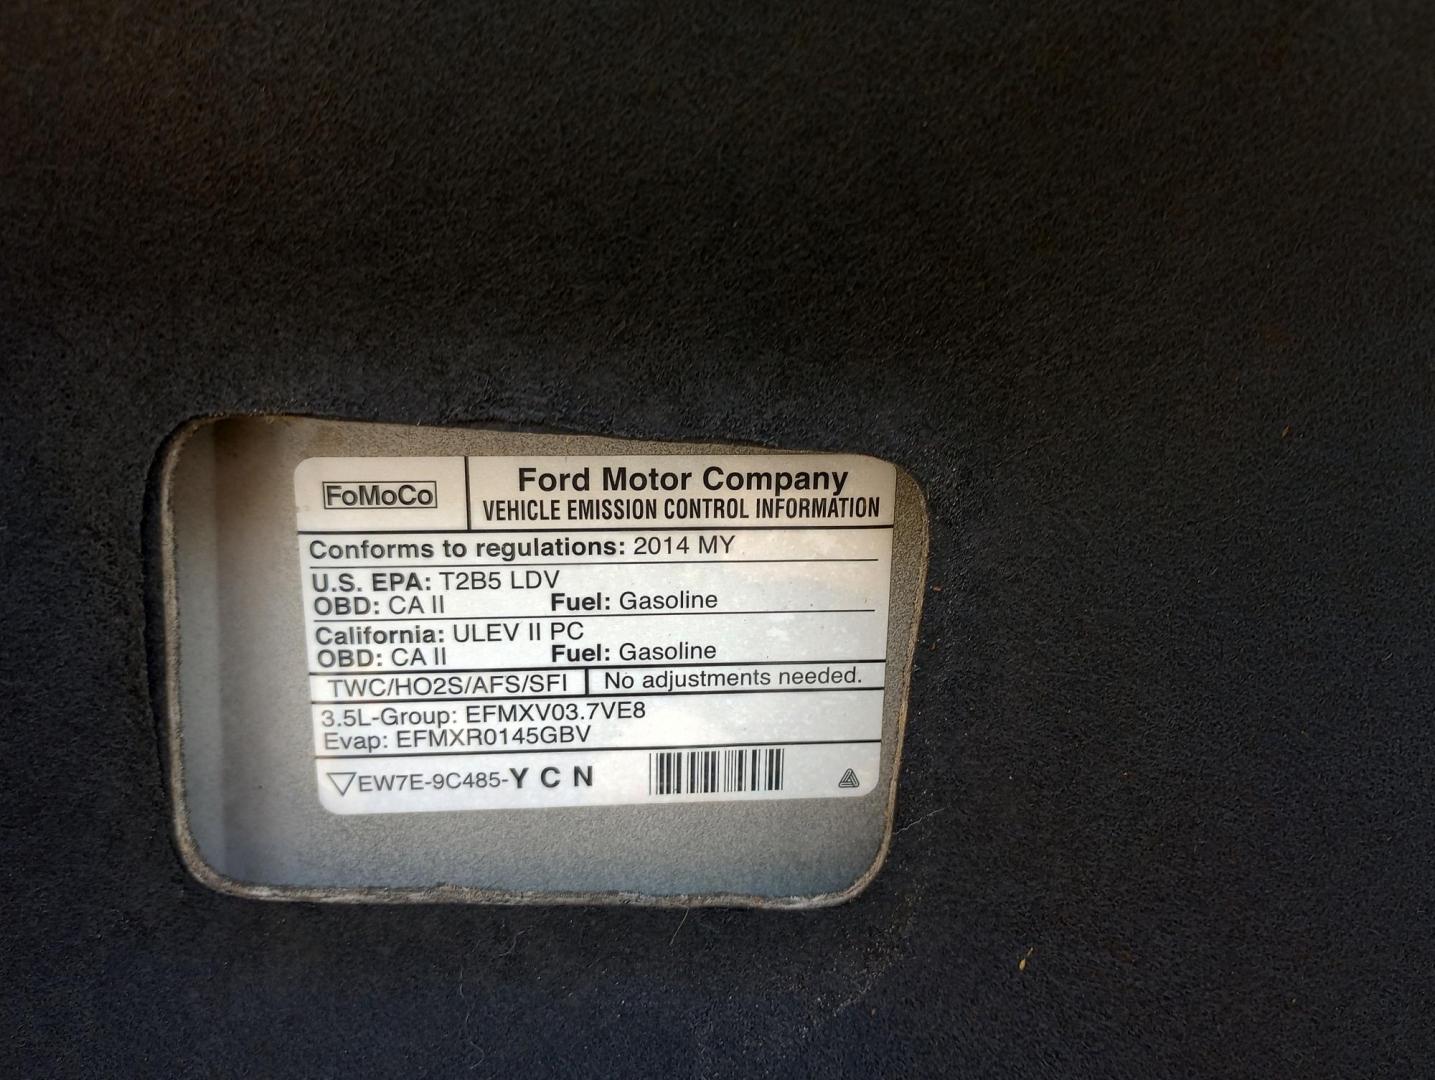 FoMoCo
Ford Motor Company
VEHICLE EMISSION CONTROL INFORMATION
Conforms to regulations: 2014 MY
U.S. EPA: T2B5 LDV
OBD: CA II Fuel: Gasoline
California: ULEV II PC
OBD: CA II Fuel: Gasoline
TWC/HO2S/AFS/SFI No adjustments needed.
3.5L-Group: EFMXV03.7VE8
Evap: EFMXR0145GBV
EW7E-9C485-Y C N